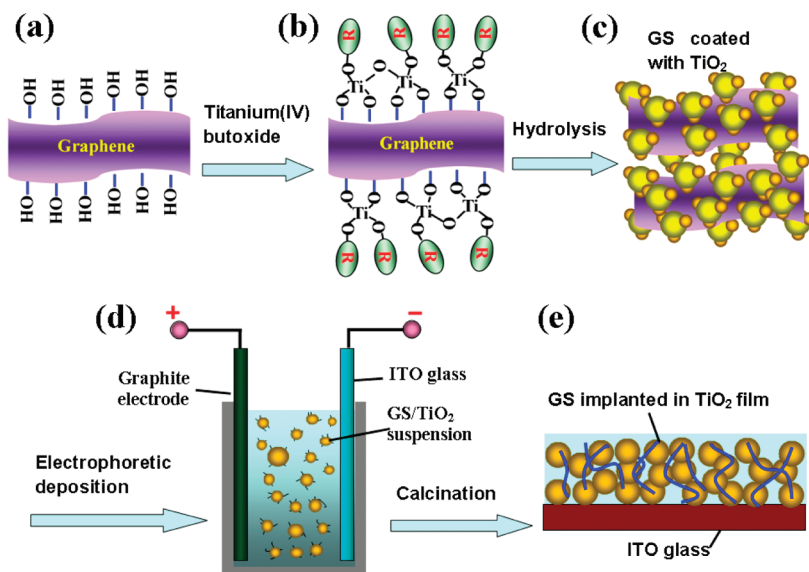 (a)
OH OH OH OH OH OH
Graphene
HO HO HO HO HO HO
Titanium(IV)
butoxide
(b)
R R R R
O O O O
Ti O Ti Ti
O O O O O O
Graphene
O O O O O O
Ti Ti Ti
O O O O O
R R R R
Hydrolysis
(c)
GS coated
with TiO2
Electrophoretic
deposition
(d)
+
−
Graphite
electrode
ITO glass
GS/TiO2
suspension
Calcination
(e)
GS implanted in TiO2 film
ITO glass